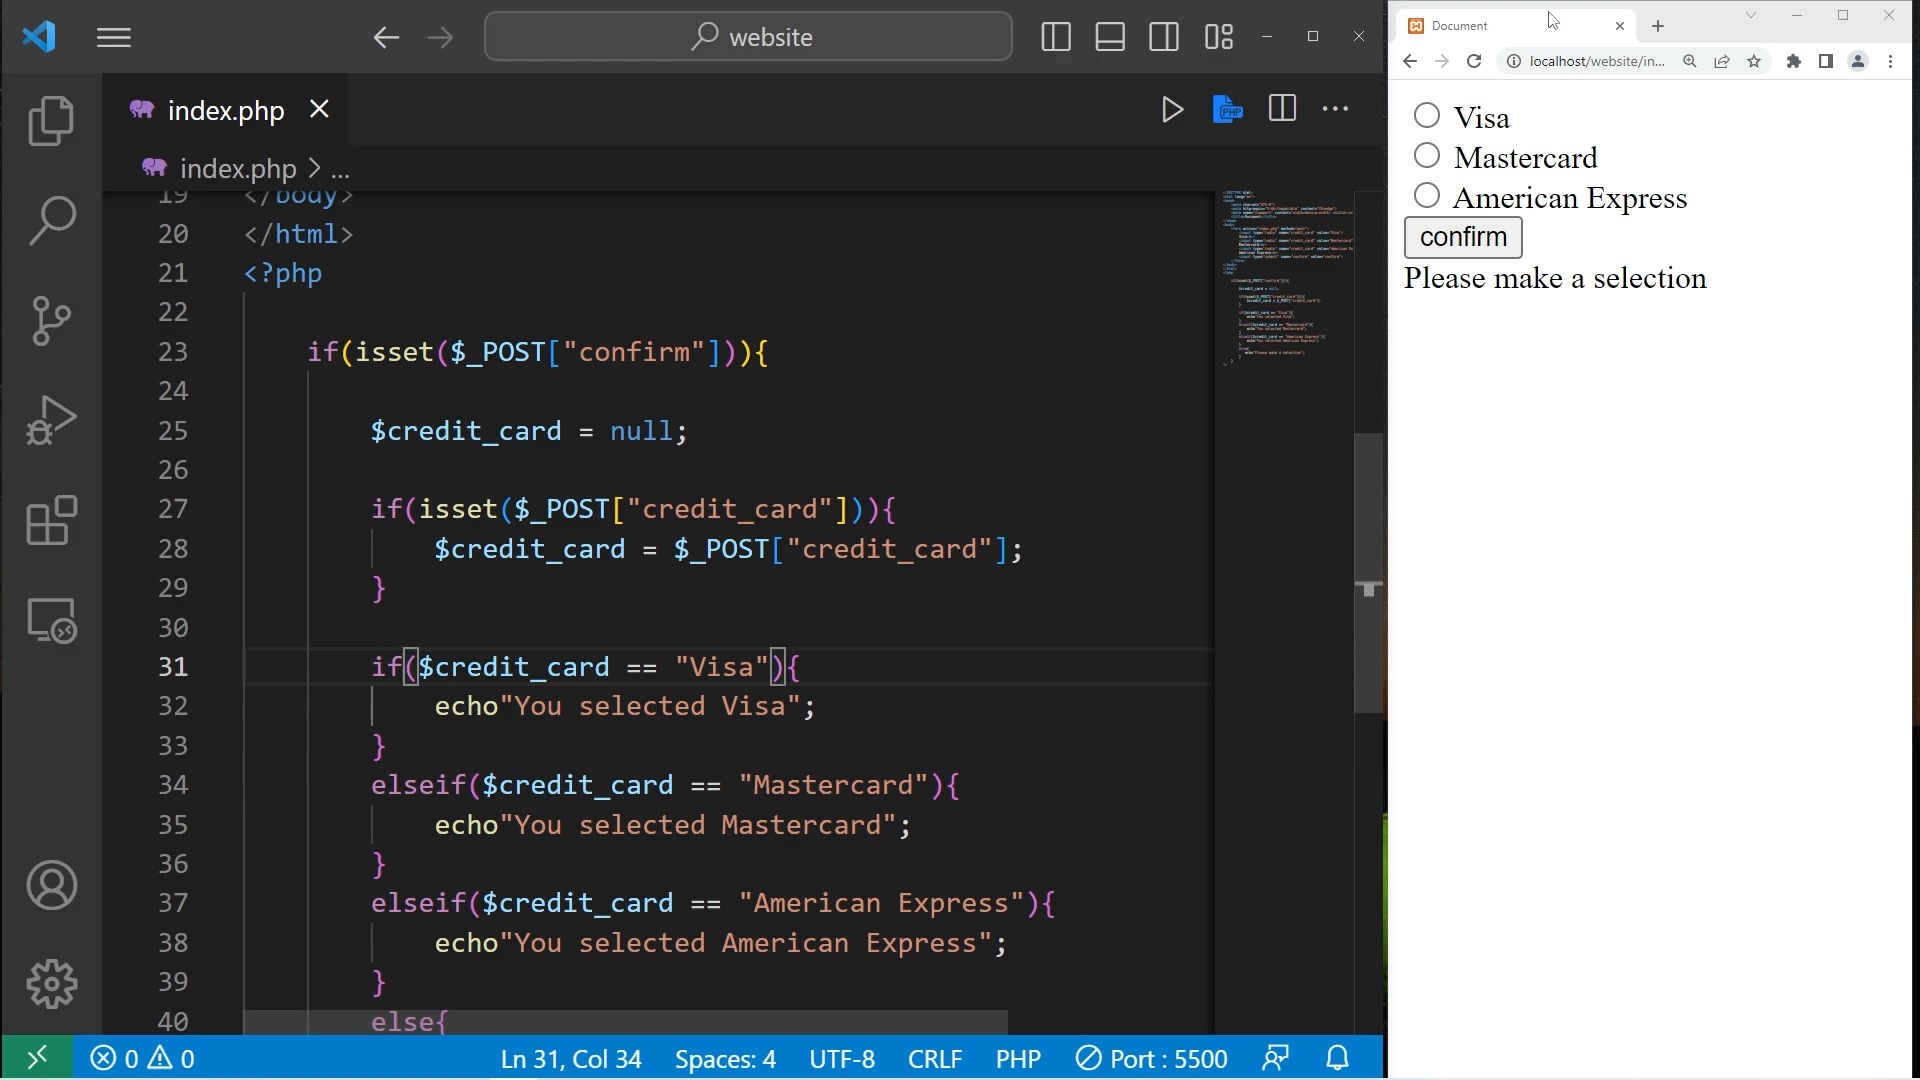 website
index.php
index.php > ...
19 </body>
20 </html>
21 <?php
22
23 if(isset($_POST["confirm"])){
24
25 $credit_card = null;
26
27 if(isset($_POST["credit_card"])){
28 $credit_card = $_POST["credit_card"];
29 }
30
31 if($credit_card == "Visa"){
32 echo"You selected Visa";
33 }
34 elseif($credit_card == "Mastercard"){
35 echo"You selected Mastercard";
36 }
37 elseif($credit_card == "American Express"){
38 echo"You selected American Express";
39 }
40 else{
0 0 Ln 31, Col 34 Spaces: 4 UTF-8 CRLF PHP Port : 5500
Document
localhost/website/in...
Visa
Mastercard
American Express
confirm
Please make a selection